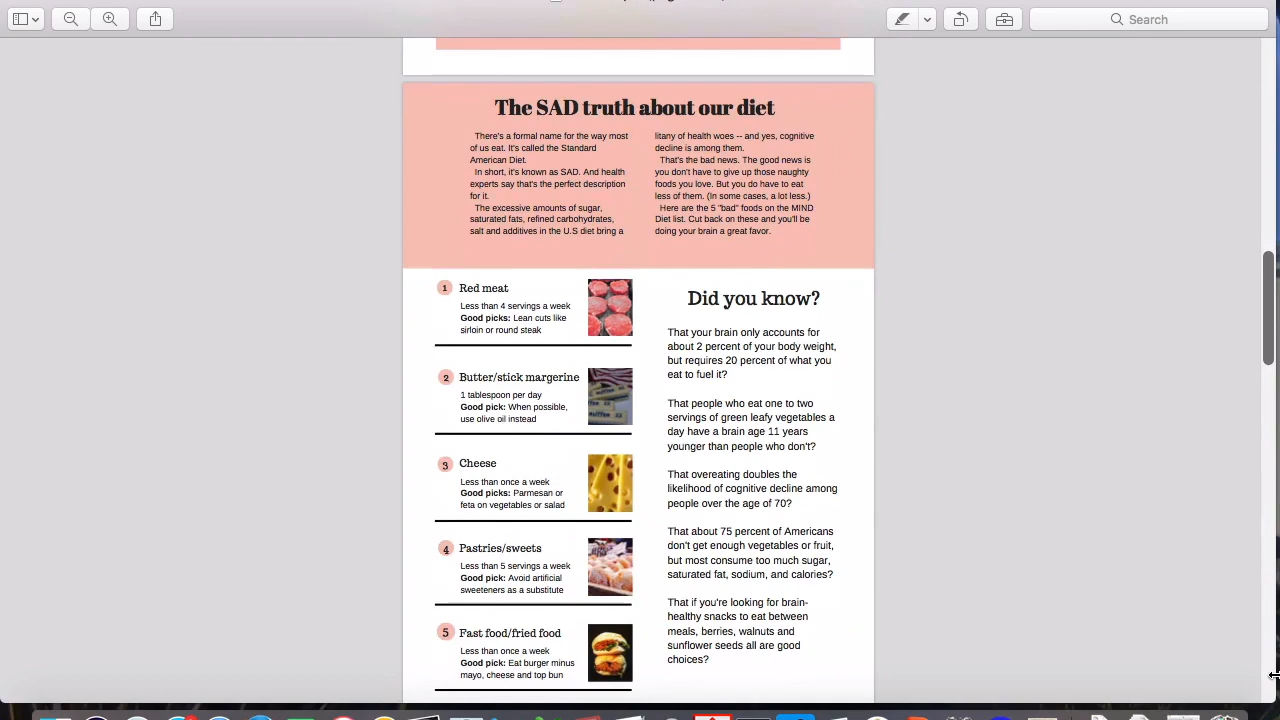 Search
The SAD truth about our diet
There's a formal name for the way most
of us eat. It's called the Standard
American Diet.
In short, it's known as SAD. And health
experts say that's the perfect description
for it.
The excessive amounts of sugar,
saturated fats, refined carbohydrates,
salt and additives in the U.S diet bring a
litany of health woes -- and yes, cognitive
decline is among them.
That's the bad news. The good news is
you don't have to give up those naughty
foods you love. But you do have to eat
less of them. (In some cases, a lot less.)
Here are the 5 "bad" foods on the MIND
Diet list. Cut back on these and you'll be
doing your brain a great favor.
1 Red meat
Less than 4 servings a week
Good picks: Lean cuts like
sirloin or round steak
2 Butter/stick margerine
1 tablespoon per day
Good pick: When possible,
use olive oil instead
3 Cheese
Less than once a week
Good picks: Parmesan or
feta on vegetables or salad
4 Pastries/sweets
Less than 5 servings a week
Good pick: Avoid artificial
sweeteners as a substitute
5 Fast food/fried food
Less than once a week
Good pick: Eat burger minus
mayo, cheese and top bun
Did you know?
That your brain only accounts for
about 2 percent of your body weight,
but requires 20 percent of what you
eat to fuel it?
That people who eat one to two
servings of green leafy vegetables a
day have a brain age 11 years
younger than people who don't?
That overeating doubles the
likelihood of cognitive decline among
people over the age of 70?
That about 75 percent of Americans
don't get enough vegetables or fruit,
but most consume too much sugar,
saturated fat, sodium, and calories?
That if you're looking for brain-
healthy snacks to eat between
meals, berries, walnuts and
sunflower seeds all are good
choices?